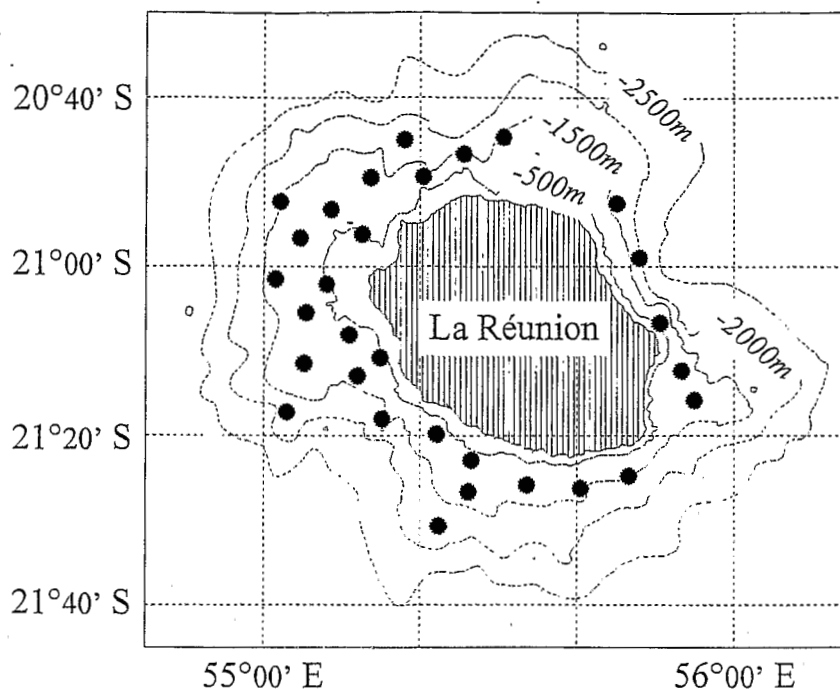 20°40' S
-2500m
-1500m
-500m
21°00' S
La Réunion
-2000m
21°20' S
21°40' S
55°00' E
56°00' E